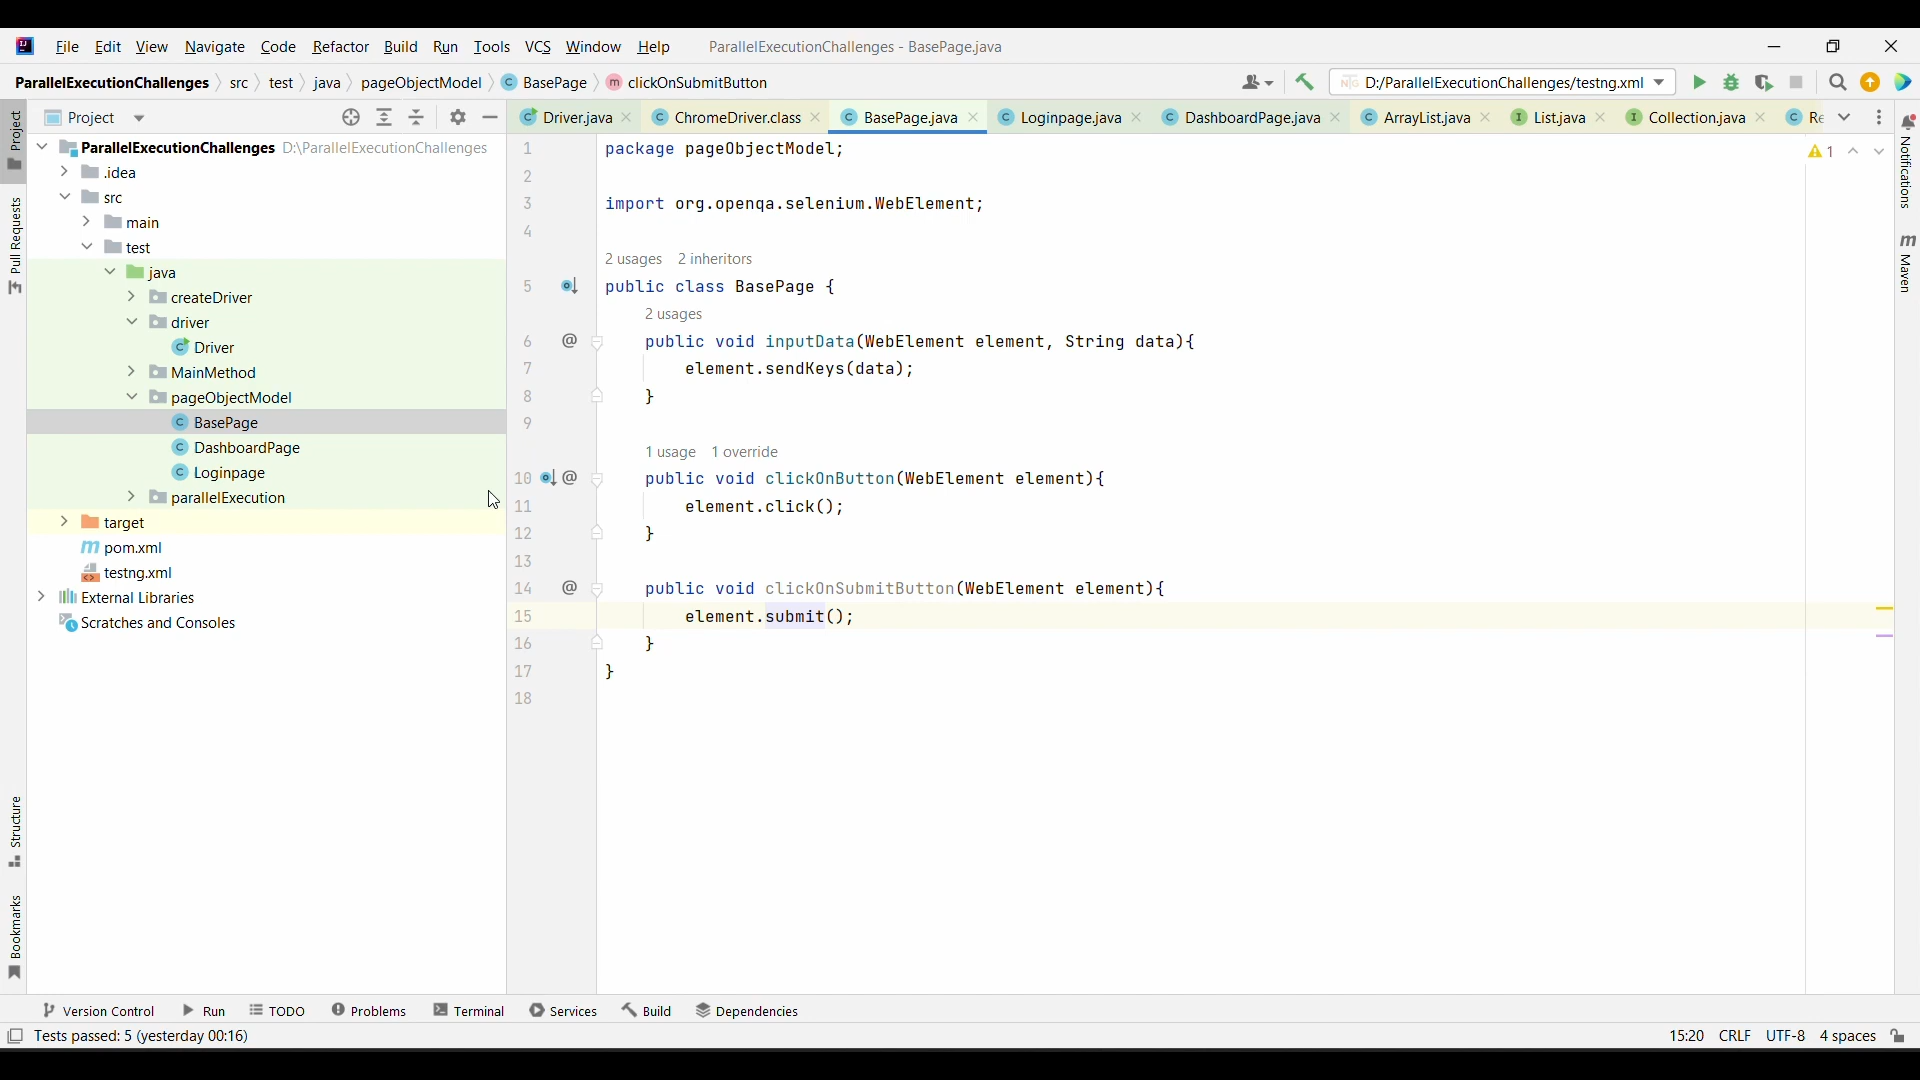 File Edit View Navigate Code Refactor Build Run Tools VCS Window Help ParallelExecutionChallenges - BasePage.java
ParallelExecutionChallenges src test java pageObjectModel BasePage clickOnSubmitButton D:/ParallelExecutionChallenges/testng.xml
Project Driver.java ChromeDriver.class BasePage.java Loginpage.java DashboardPage.java ArrayList.java List.java Collection.java
Project
Pull Requests
Structure
Bookmarks
Notifications
Maven
ParallelExecutionChallenges D:\ParallelExecutionChallenges
.idea
src
main
test
java
createDriver
driver
Driver
MainMethod
pageObjectModel
BasePage
DashboardPage
Loginpage
parallelExecution
target
pom.xml
testng.xml
External Libraries
Scratches and Consoles
1 package pageObjectModel;
2
3 import org.openqa.selenium.WebElement;
4
2 usages 2 inheritors
5 public class BasePage {
2 usages
6 @ public void inputData(WebElement element, String data){
7 element.sendKeys(data);
8 }
9
1 usage 1 override
10 @ public void clickOnButton(WebElement element){
11 element.click();
12 }
13
14 @ public void clickOnSubmitButton(WebElement element){
15 element.submit();
16 }
17 }
18
1
Version Control Run TODO Problems Terminal Services Build Dependencies
Tests passed: 5 (yesterday 00:16) 15:20 CRLF UTF-8 4 spaces